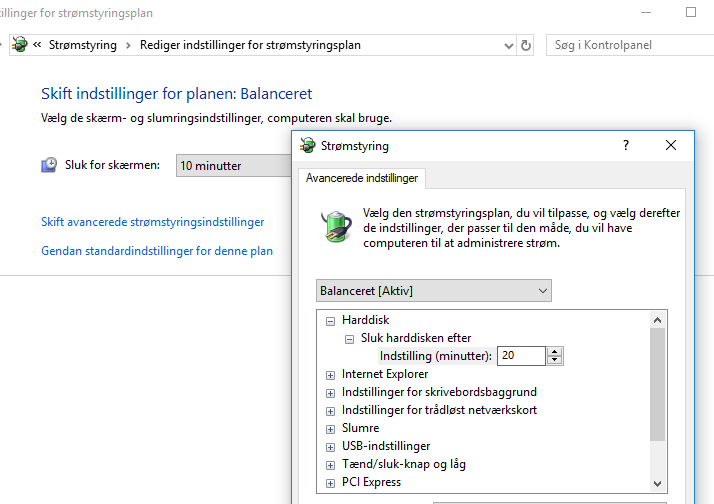 tillinger for strømstyringsplan
« Strømstyring › Rediger indstillinger for strømstyringsplan
Søg i Kontrolpanel
Skift indstillinger for planen: Balanceret
Vælg de skærm- og slumringsindstillinger, computeren skal bruge.
Sluk for skærmen: 10 minutter
Skift avancerede strømstyringsindstillinger
Gendan standardindstillinger for denne plan
Strømstyring
Avancerede indstillinger
Vælg den strømstyringsplan, du vil tilpasse, og vælg derefter
de indstillinger, der passer til den måde, du vil have
computeren til at administrere strøm.
Balanceret [Aktiv]
Harddisk
Sluk harddisken efter
Indstilling (minutter): 20
Internet Explorer
Indstillinger for skrivebordsbaggrund
Indstillinger for trådløst netværkskort
Slumre
USB-indstillinger
Tænd/sluk-knap og låg
PCI Express